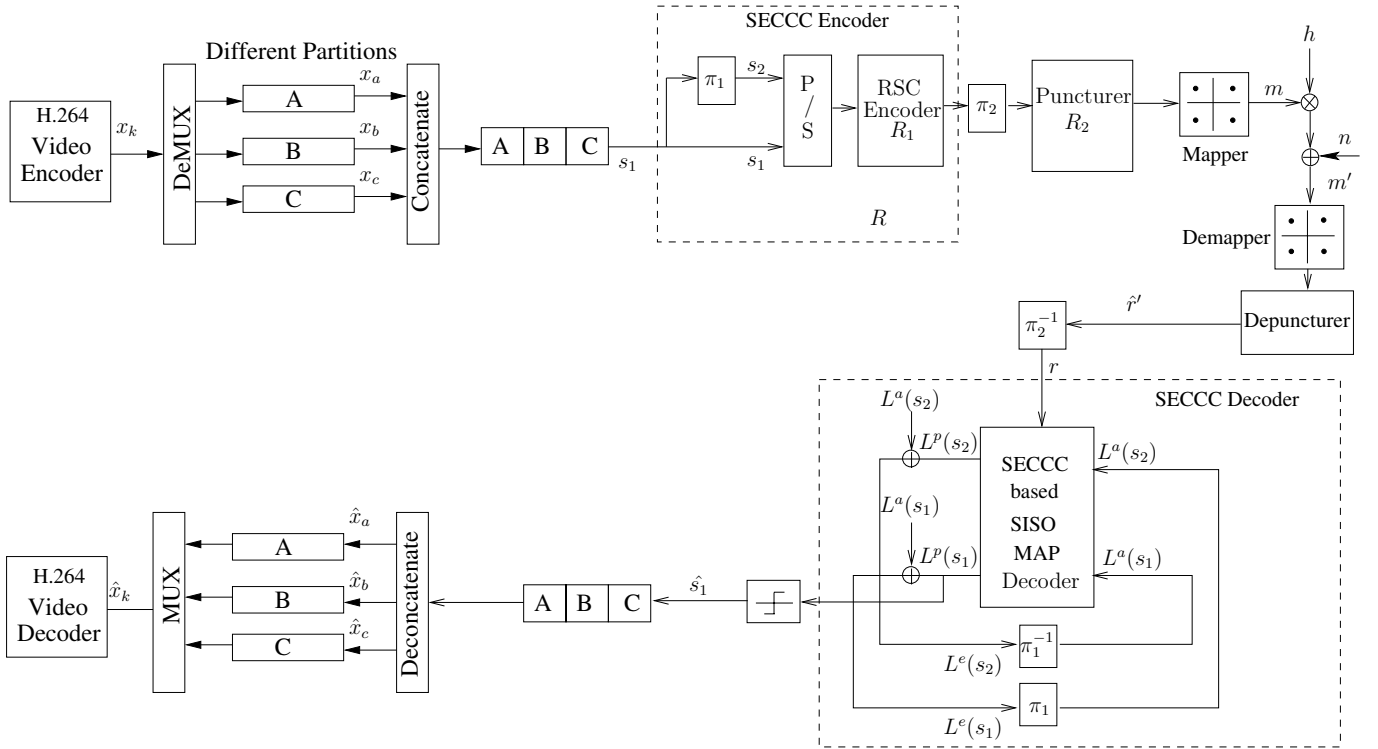 SECCC Encoder
Different Partitions
H.264
Video
Encoder
x_k
DeMUX
A
B
C
x_a
x_b
x_c
Concatenate
A B C
s_1
π_1
s_2
s_1
P
/
S
RSC
Encoder
R_1
R
π_2
Puncturer
R_2
Mapper
m
h
n
m′
Demapper
Depuncturer
r̂′
π_2^{-1}
r
SECCC Decoder
L^a(s_2)
L^p(s_2)
L^a(s_1)
L^p(s_1)
SECCC
based
SISO
MAP
Decoder
L^a(s_2)
L^a(s_1)
π_1^{-1}
L^e(s_2)
π_1
L^e(s_1)
ŝ_1
A B C
Deconcatenate
x̂_a
x̂_b
x̂_c
A
B
C
MUX
x̂_k
H.264
Video
Decoder